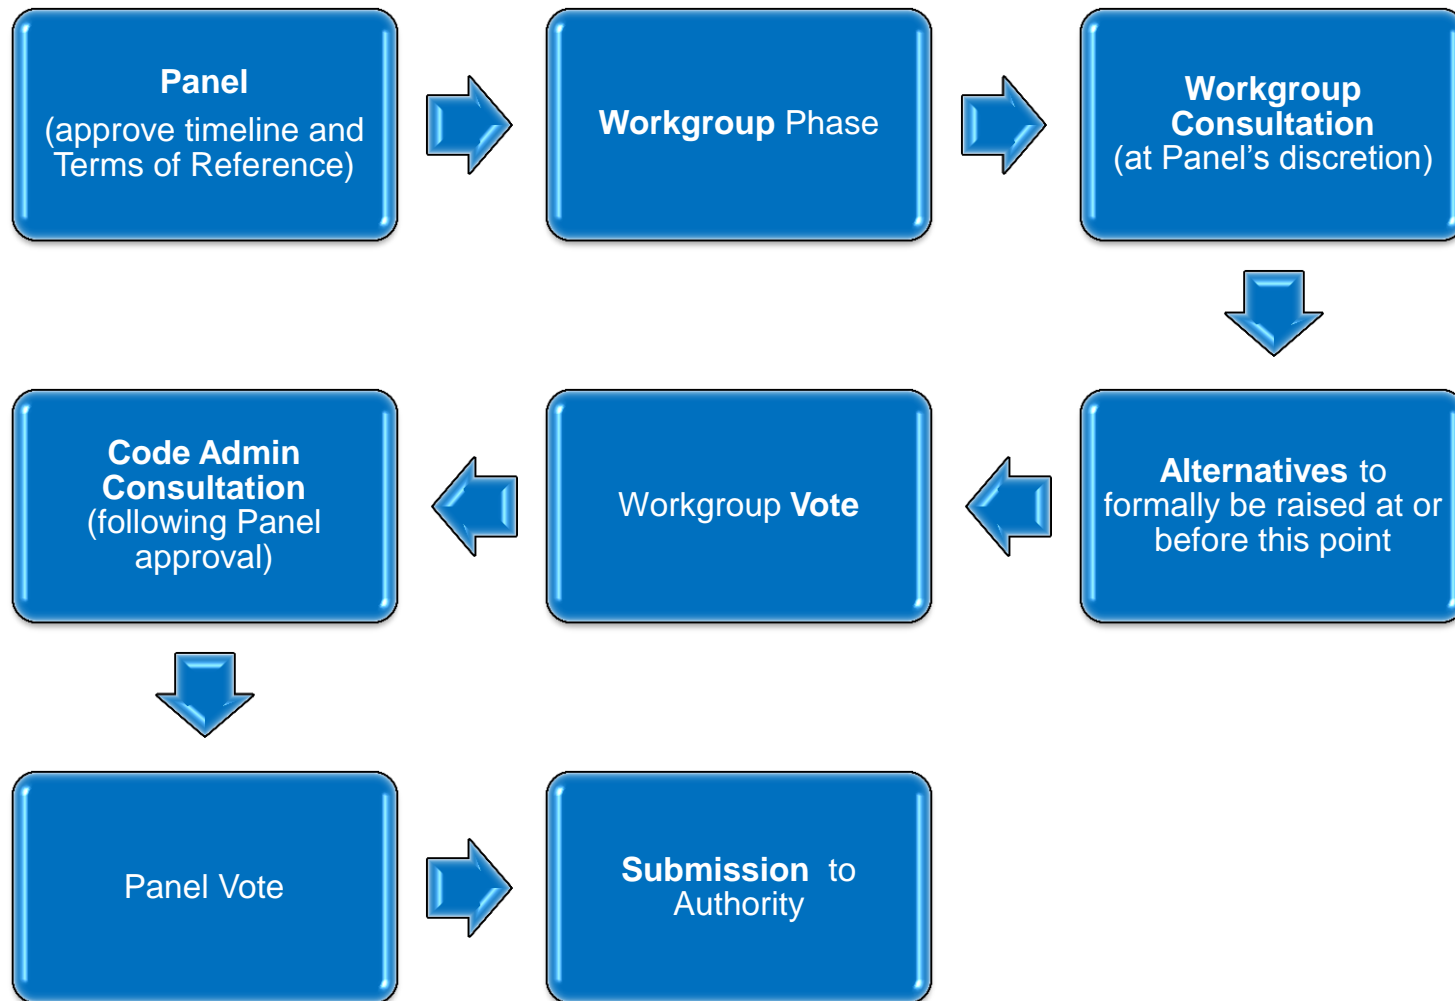 Panel
(approve timeline and
Terms of Reference)
Workgroup Phase
Workgroup
Consultation
(at Panel's discretion)
Alternatives to
formally be raised at or
before this point
Workgroup Vote
Code Admin
Consultation
(following Panel
approval)
Panel Vote
Submission to
Authority